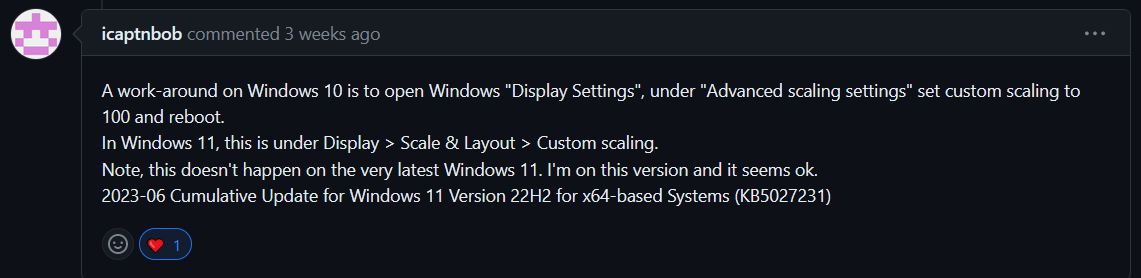 icaptnbob commented 3 weeks ago
A work-around on Windows 10 is to open Windows "Display Settings", under "Advanced scaling settings" set custom scaling to
100 and reboot.
In Windows 11, this is under Display > Scale & Layout > Custom scaling.
Note, this doesn't happen on the very latest Windows 11. I'm on this version and it seems ok.
2023-06 Cumulative Update for Windows 11 Version 22H2 for x64-based Systems (KB5027231)
1